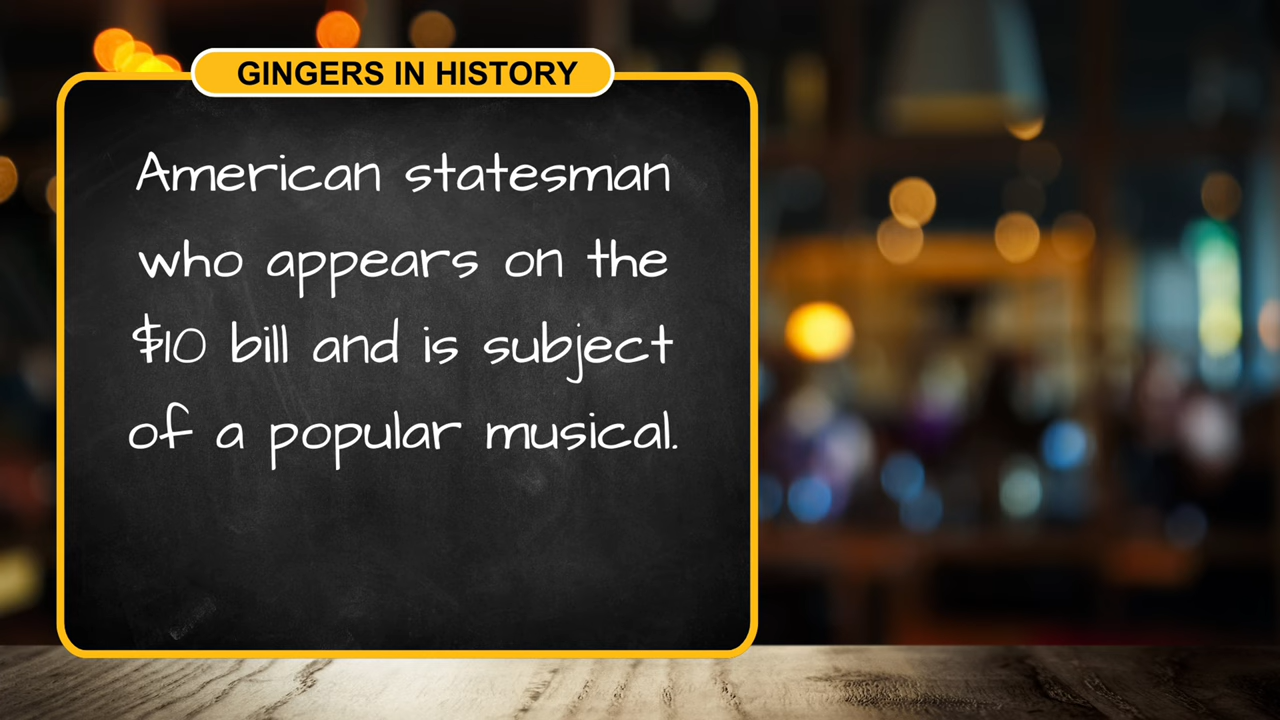 GINGERS IN HISTORY
American statesman
who appears on the
$10 bill and is subject
of a popular musical.